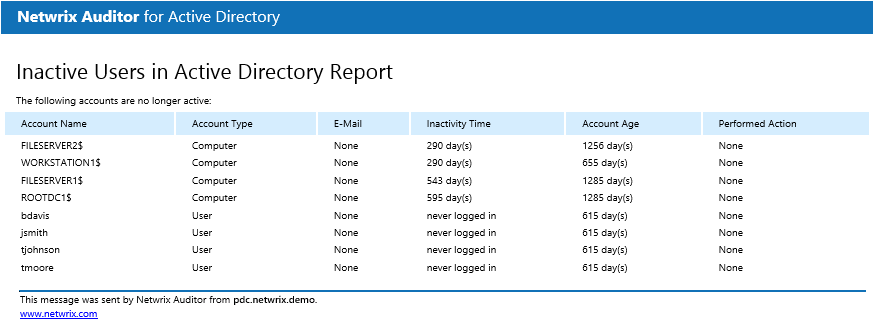 Netwrix Auditor for Active Directory
Inactive Users in Active Directory Report
The following accounts are no longer active:
Account Name Account Type E-Mail Inactivity Time Account Age Performed Action
FILESERVER2$ Computer None 290 day(s) 1256 day(s) None
WORKSTATION1$ Computer None 290 day(s) 655 day(s) None
FILESERVER1$ Computer None 543 day(s) 1285 day(s) None
ROOTDC1$ Computer None 595 day(s) 1285 day(s) None
bdavis User None never logged in 615 day(s) None
jsmith User None never logged in 615 day(s) None
tjohnson User None never logged in 615 day(s) None
tmoore User None never logged in 615 day(s) None
This message was sent by Netwrix Auditor from pdc.netwrix.demo.
www.netwrix.com